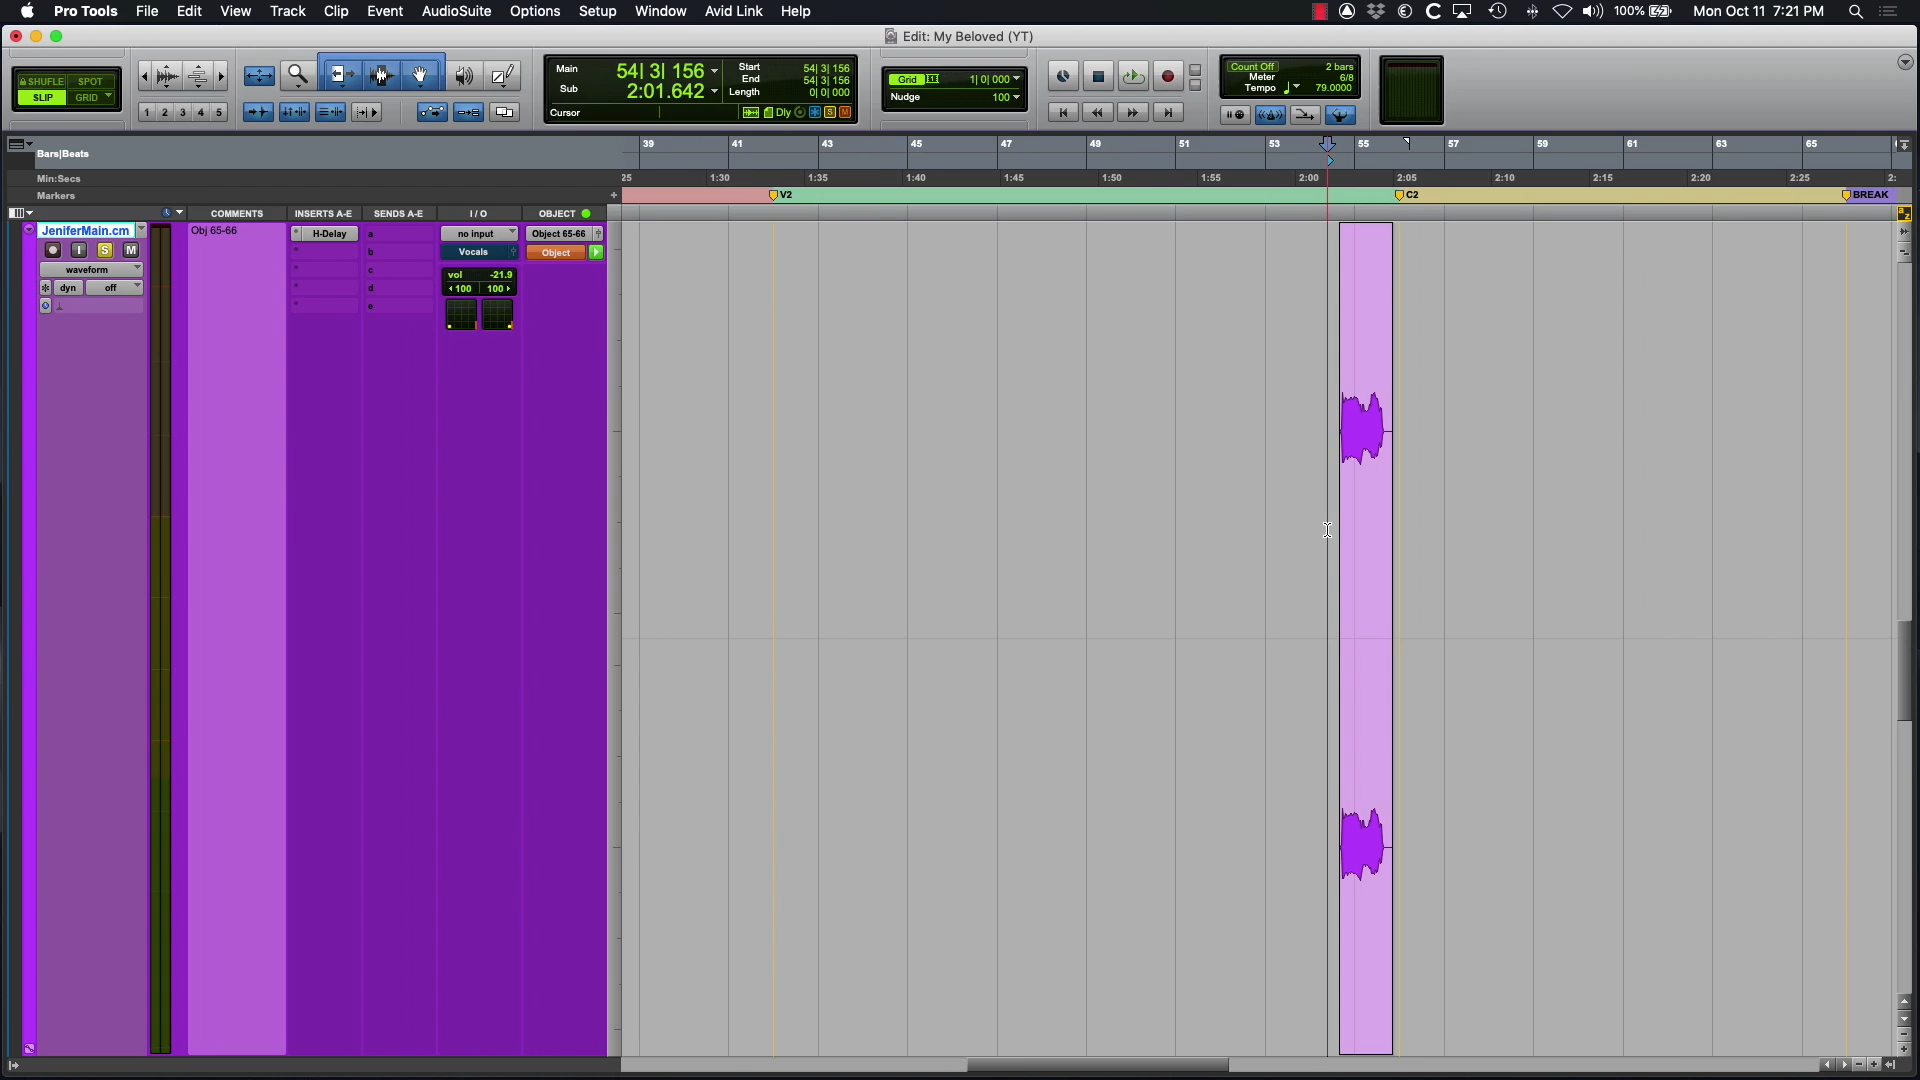 Pro Tools File Edit View Track Clip Event AudioSuite Options Setup Window Avid Link Help 100% Mon Oct 11 7:21 PM
Edit: My Beloved (YT)
SHUFLE SPOT
SLIP GRID
1 2 3 4 5
Main 54| 3| 156
Sub 2:01.642
Cursor
Start 54| 3| 156
End 54| 3| 156
Length 0| 0| 000
Dly S M
Grid 1| 0| 000
Nudge 100
Count Off 2 bars
Meter 6/8
Tempo 79.0000
Bars|Beats 39 41 43 45 47 49 51 53 55 57 59 61 63 65
Min:Secs 25 1:30 1:35 1:40 1:45 1:50 1:55 2:00 2:05 2:10 2:15 2:20 2:25 2:
Markers + V2 C2 BREAK
COMMENTS INSERTS A-E SENDS A-E I / O OBJECT
JeniferMain.cm Obj 65-66 H-Delay a no input Object 65-66
I S M b Vocals Object
waveform c vol -21.9
dyn off d 100 100
e